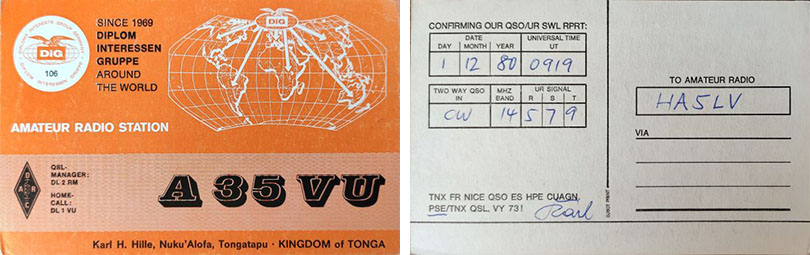 SINCE 1969
DIPLOM
INTERESSEN
GRUPPE
AROUND
THE WORLD
DIG
106
DIG
AMATEUR RADIO STATION
QSL-
MANAGER:
DL 2 RM
HOME-
CALL:
DL 1 VU
D
A R
C
A 35 VU
Karl H. Hille, Nuku'Alofa, Tongatapu · KINGDOM of TONGA
CONFIRMING OUR QSO/UR SWL RPRT:
DATE UNIVERSAL TIME
DAY MONTH YEAR UT
1 12 80 0919
TWO WAY QSO MHZ UR SIGNAL
IN BAND R S T
CW 14 5 7 9
TNX FR NICE QSO ES HPE CUAGN
PSE/TNX QSL, VY 73! Karl
TO AMATEUR RADIO
HA5LV
VIA